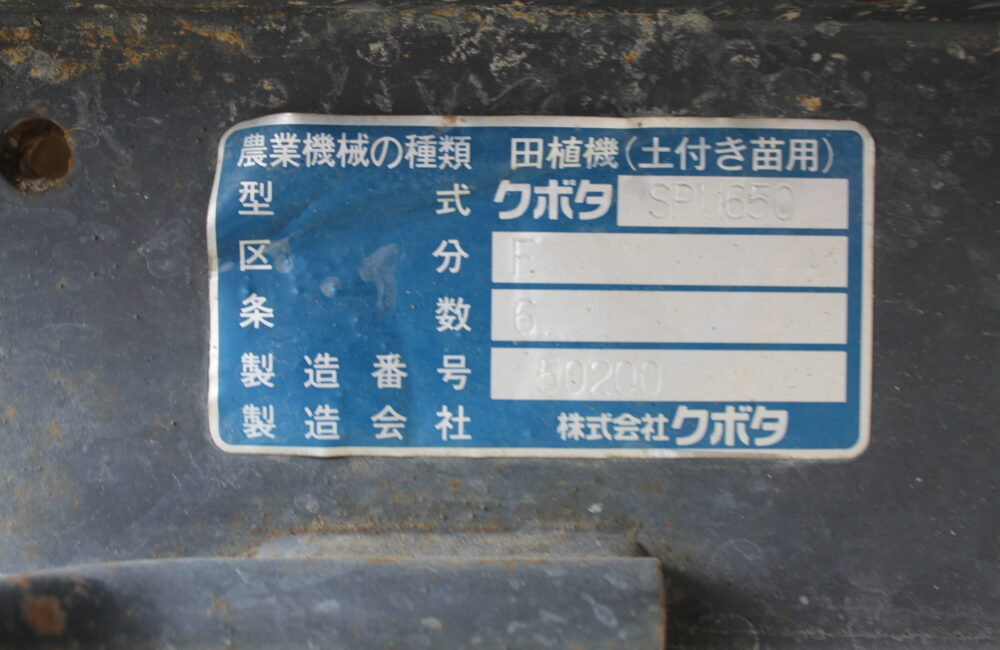 農業機械の種類 田植機(土付き苗用)
型式 クボタ SPU650
区分 F
条数 6
製造番号 50200
製造会社 株式会社クボタ